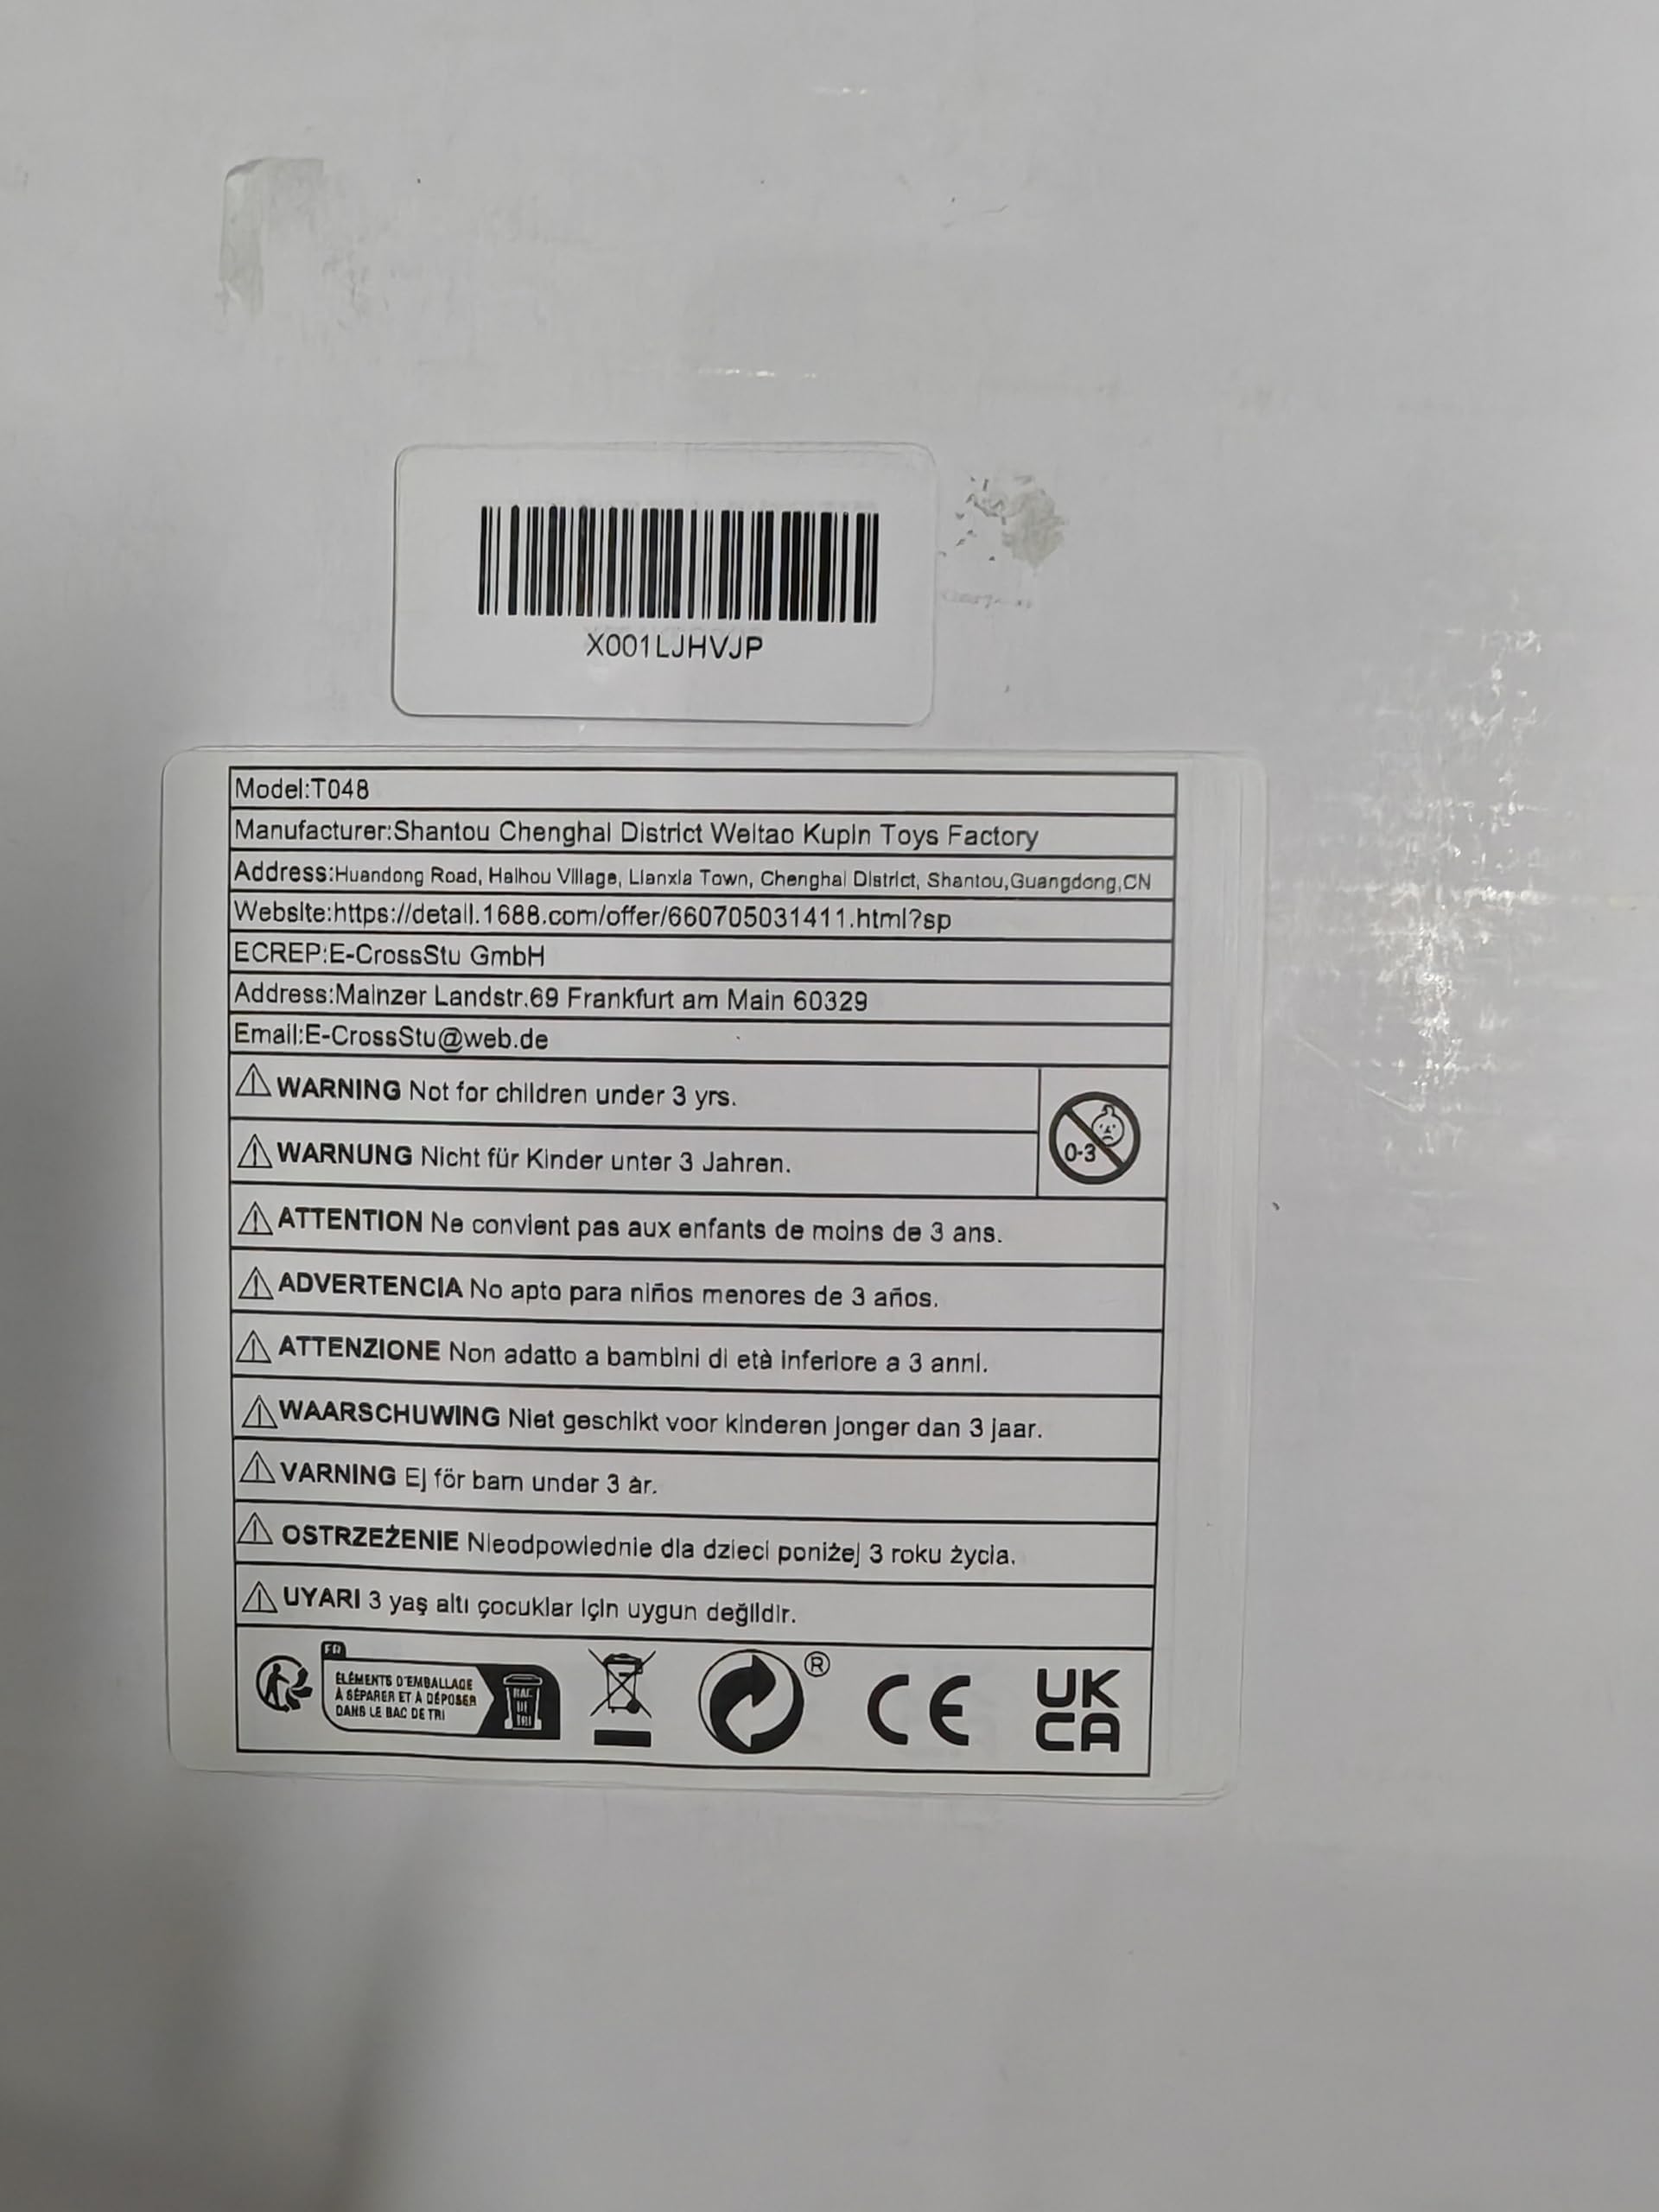 X001LJHVJP
Model:T048
Manufacturer:Shantou Chenghai District Weitao Kupin Toys Factory
Address:Huandong Road, Haihou Village, Lianxia Town, Chenghai District, Shantou,Guangdong,CN
Website:https://detail.1688.com/offer/660705031411.html?sp
ECREP:E-CrossStu GmbH
Address:Mainzer Landstr.69 Frankfurt am Main 60329
Email:E-CrossStu@web.de
WARNING Not for children under 3 yrs.
0-3
WARNUNG Nicht für Kinder unter 3 Jahren.
ATTENTION Ne convient pas aux enfants de moins de 3 ans.
ADVERTENCIA No apto para niños menores de 3 años.
ATTENZIONE Non adatto a bambini di età inferiore a 3 anni.
WAARSCHUWING Niet geschikt voor kinderen jonger dan 3 jaar.
VARNING Ej för barn under 3 år.
OSTRZEŻENIE Nieodpowiednie dla dzieci poniżej 3 roku życia.
UYARI 3 yaş altı çocuklar için uygun değildir.
FR
ÉLÉMENTS D'EMBALLAGE
À SÉPARER ET À DÉPOSER
DANS LE BAC DE TRI
BAC
DE
TRI
®
CE
UK
CA